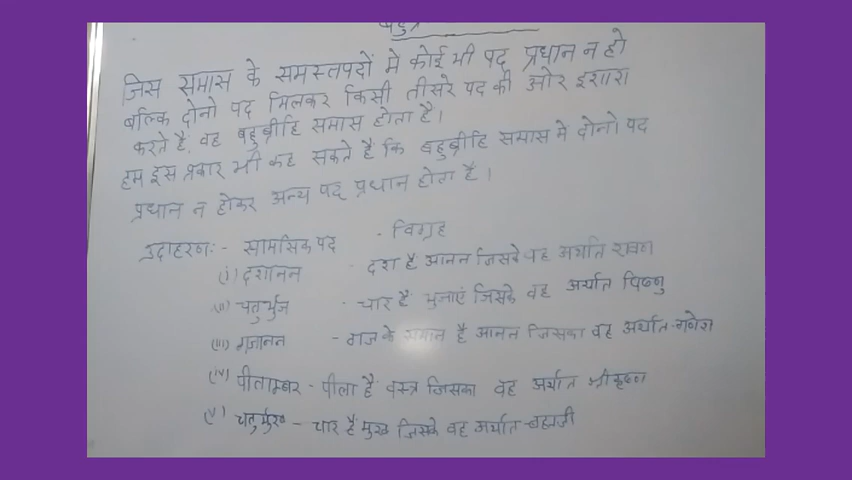 जिस समास के समस्तपदों मे कोई भी पद प्रधान न हो
बल्कि दोनो पद मिलकर किसी तीसरे पद की ओर इशारा
करते है, वह बहुब्रीहि समास होता है।
हम इस प्रकार भी कह सकते है कि बहुब्रीहि समास मे दोनो पद
प्रधान न होकर अन्य पद प्रधान होता है।
उदाहरण:- सामासिक पद - विग्रह
(i) दशानन - दश है आनन जिसके वह अर्थात रावण
(ii) चतुर्भुज - चार है भुजाएं जिसके वह अर्थात विष्णु
(iii) गजानन - गज के समान है आनन जिसका वह अर्थात-गणेश
(iv) पीताम्बर - पीला है वस्त्र जिसका वह अर्थात श्रीकृष्ण
(v) चतुर्मुख - चार है मुख जिसके वह अर्थात-ब्रह्माजी